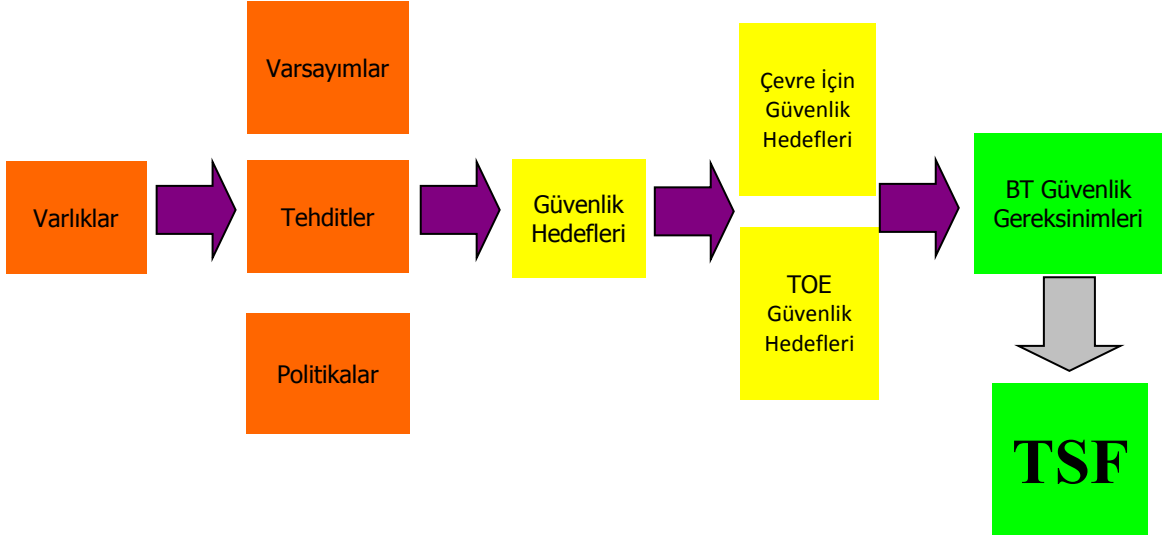 Varlıklar
Varsayımlar
Tehditler
Politikalar
Güvenlik
Hedefleri
Çevre İçin
Güvenlik
Hedefleri
TOE
Güvenlik
Hedefleri
BT Güvenlik
Gereksinimleri
TSF